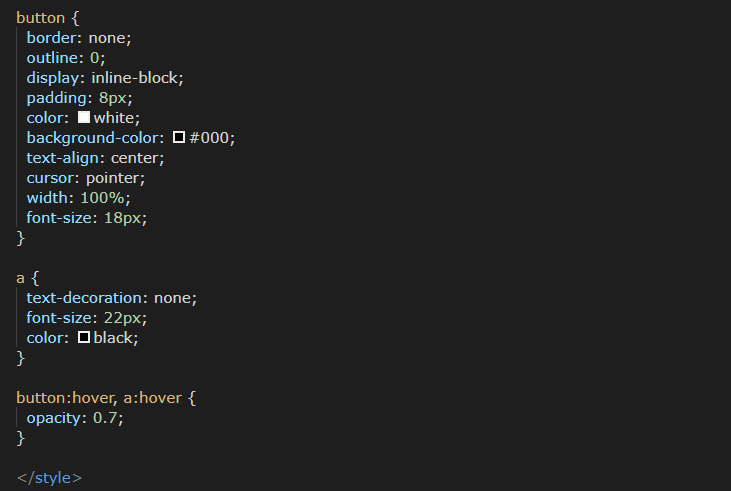 button {
border: none;
outline: 0;
display: inline-block;
padding: 8px;
color: white;
background-color: #000;
text-align: center;
cursor: pointer;
width: 100%;
font-size: 18px;
}
a {
text-decoration: none;
font-size: 22px;
color: black;
}
button:hover, a:hover {
opacity: 0.7;
}
</style>